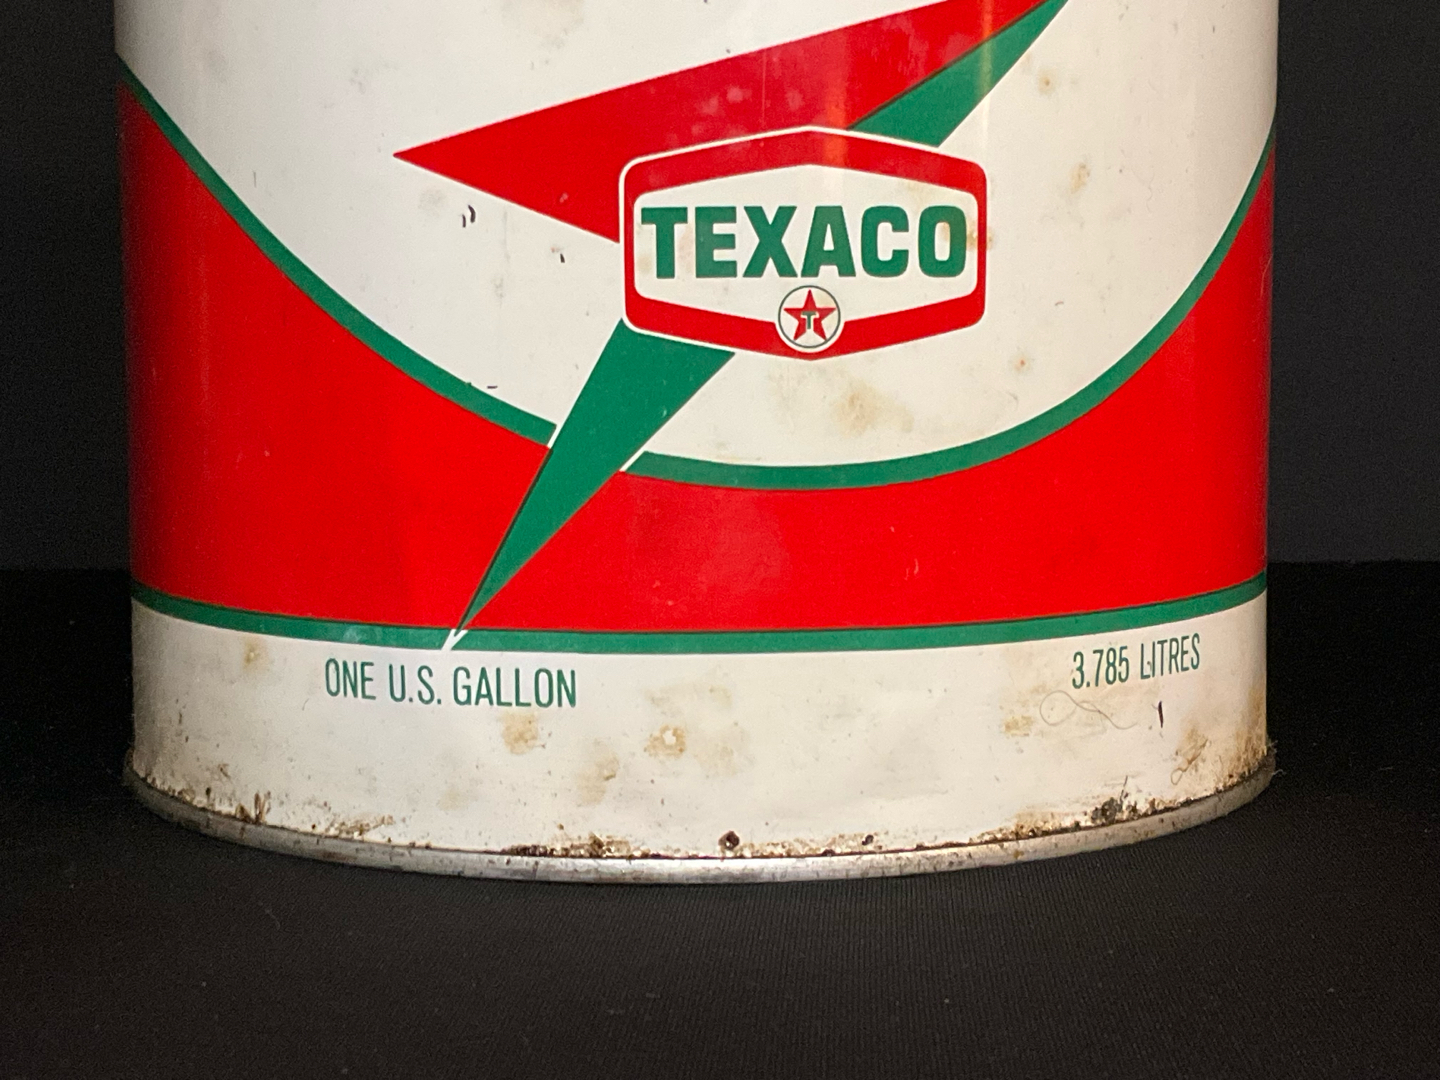 TEXACO
T
ONE U.S. GALLON
3.785 LITRES